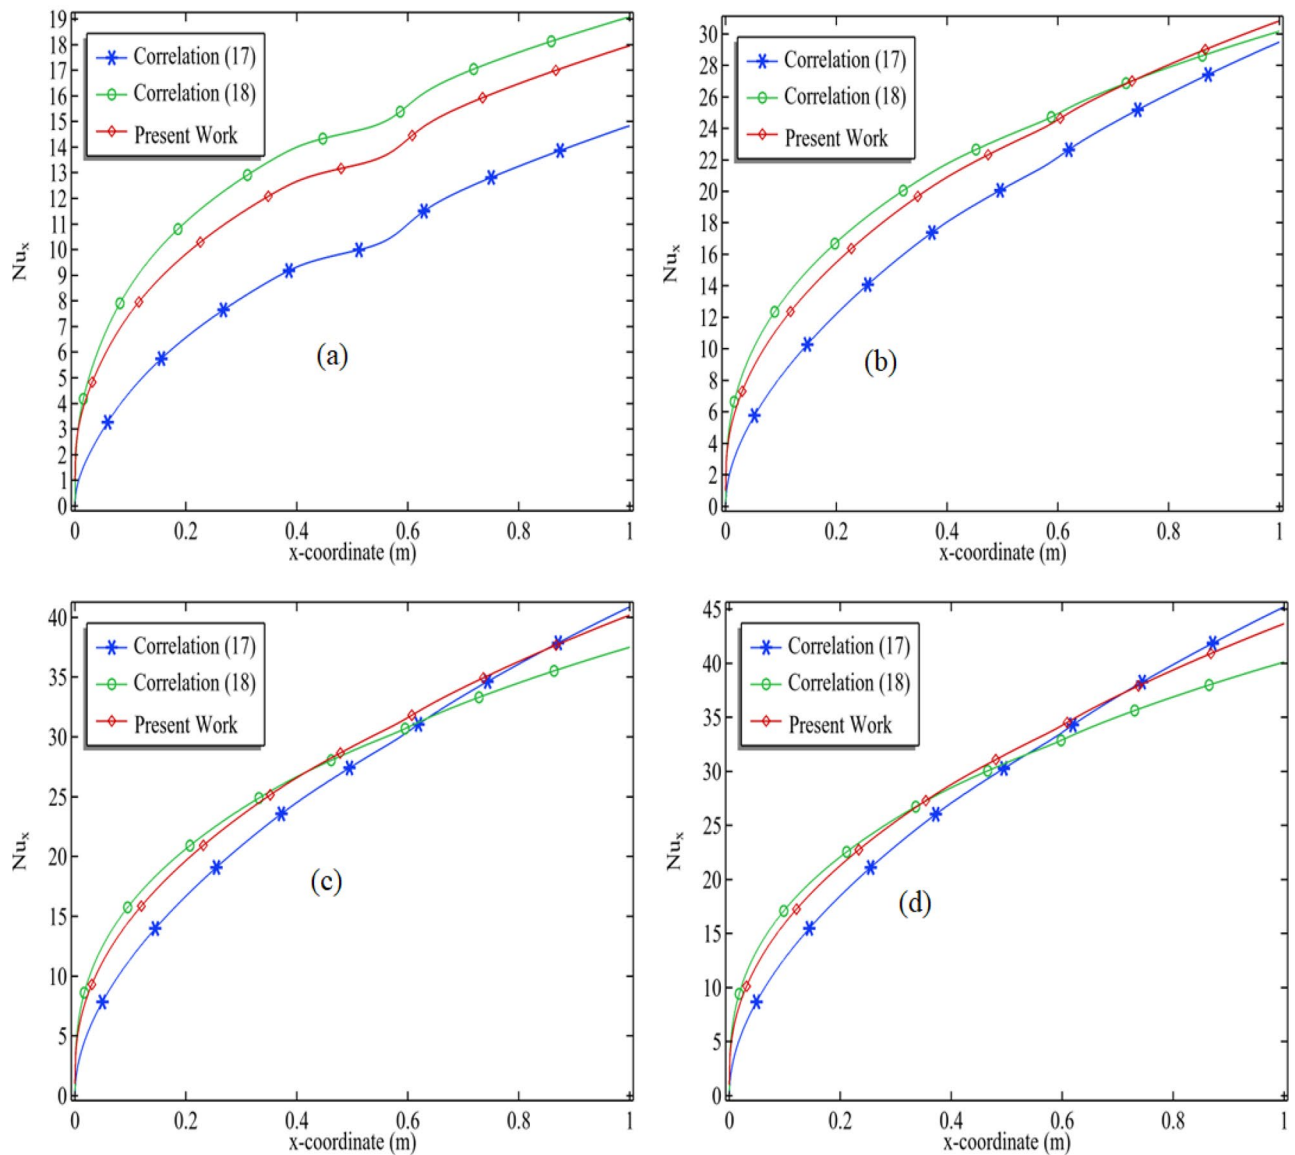 19
18
17
16
15
14
13
12
11
10
9
8
7
6
5
4
3
2
1
0
Nuₓ
Correlation (17)
Correlation (18)
Present Work
(a)
0 0.2 0.4 0.6 0.8 1
x-coordinate (m)
30
28
26
24
22
20
18
16
14
12
10
8
6
4
2
0
Nuₓ
Correlation (17)
Correlation (18)
Present Work
(b)
0 0.2 0.4 0.6 0.8 1
x-coordinate (m)
40
35
30
25
20
15
10
5
0
Nuₓ
Correlation (17)
Correlation (18)
Present Work
(c)
0 0.2 0.4 0.6 0.8 1
x-coordinate (m)
45
40
35
30
25
20
15
10
5
0
Nuₓ
Correlation (17)
Correlation (18)
Present Work
(d)
0 0.2 0.4 0.6 0.8 1
x-coordinate (m)